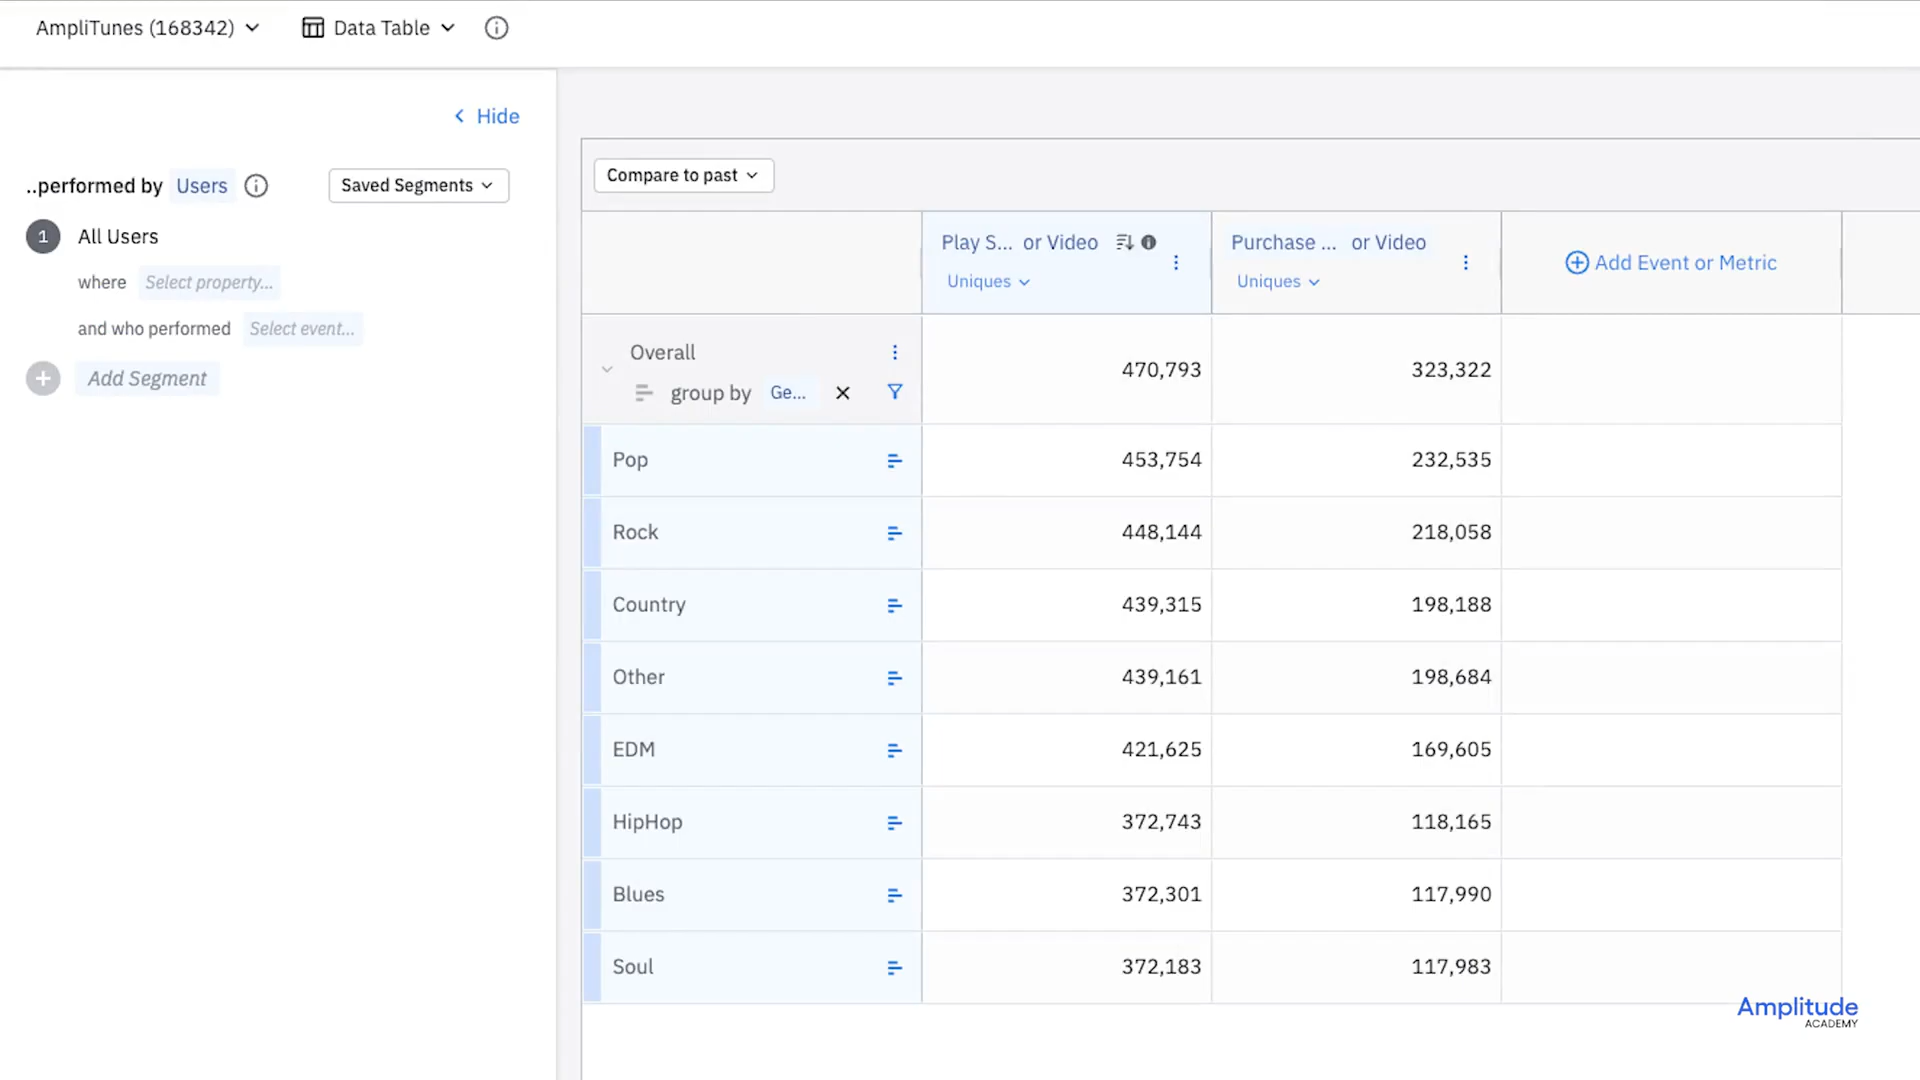 AmpliTunes (168342) Data Table
Hide
..performed by Users Saved Segments
1 All Users
where Select property...
and who performed Select event...
Add Segment
Compare to past
Play S... or Video
Uniques
Purchase ... or Video
Uniques
Add Event or Metric
Overall 470,793 323,322
group by Ge...
Pop 453,754 232,535
Rock 448,144 218,058
Country 439,315 198,188
Other 439,161 198,684
EDM 421,625 169,605
HipHop 372,743 118,165
Blues 372,301 117,990
Soul 372,183 117,983
Amplitude
ACADEMY